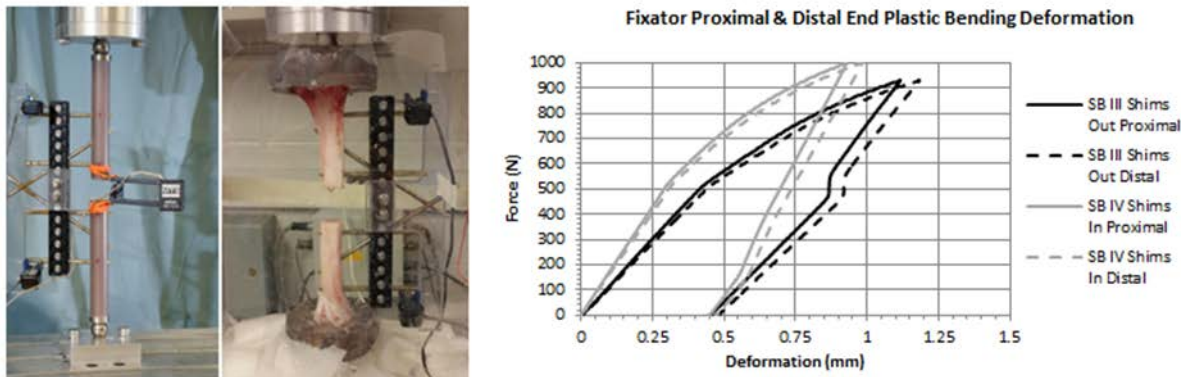 Fixator Proximal & Distal End Plastic Bending Deformation
1000
900
800
700
600
500
400
300
200
100
0
Force (N)
0 0.25 0.5 0.75 1 1.25 1.5
Deformation (mm)
SB III Shims
Out Proximal
SB III Shims
Out Distal
SB IV Shims
In Proximal
SB IV Shims
In Distal